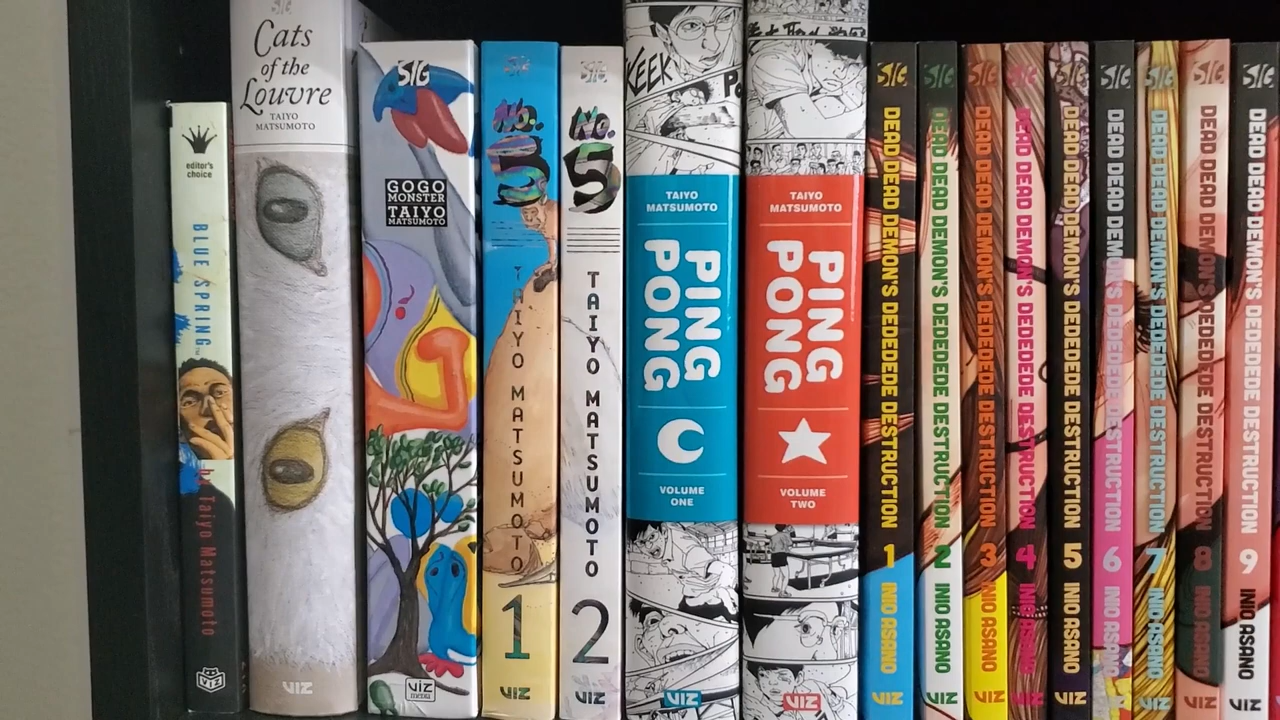 editor's
choice
BLUE SPRING
by Taiyo Matsumoto
VIZ
SIG
Cats
of the
Louvre
TAIYO
MATSUMOTO
VIZ
SIG
GOGO
MONSTER
TAIYO
MATSUMOTO
VIZ
media
SIG
No.
5
TAIYO MATSUMOTO
1
VIZ
SIG
No.
5
TAIYO MATSUMOTO
2
VIZ
TAIYO
MATSUMOTO
PING
PONG
VOLUME
ONE
VIZ
TAIYO
MATSUMOTO
PING
PONG
VOLUME
TWO
VIZ
SIG
DEAD DEAD DEMON'S DEDEDEDE DESTRUCTION
1
INIO ASANO
VIZ
SIG
DEAD DEAD DEMON'S DEDEDEDE DESTRUCTION
2
INIO ASANO
VIZ
SIG
DEAD DEAD DEMON'S DEDEDEDE DESTRUCTION
3
INIO ASANO
VIZ
SIG
DEAD DEAD DEMON'S DEDEDEDE DESTRUCTION
4
INIO ASANO
VIZ
SIG
DEAD DEAD DEMON'S DEDEDEDE DESTRUCTION
5
INIO ASANO
VIZ
SIG
DEAD DEAD DEMON'S DEDEDEDE DESTRUCTION
6
INIO ASANO
VIZ
SIG
DEAD DEAD DEMON'S DEDEDEDE DESTRUCTION
7
INIO ASANO
VIZ
SIG
DEAD DEAD DEMON'S DEDEDEDE DESTRUCTION
8
INIO ASANO
VIZ
SIG
DEAD DEAD DEMON'S DEDEDEDE DESTRUCTION
9
INIO ASANO
VIZ